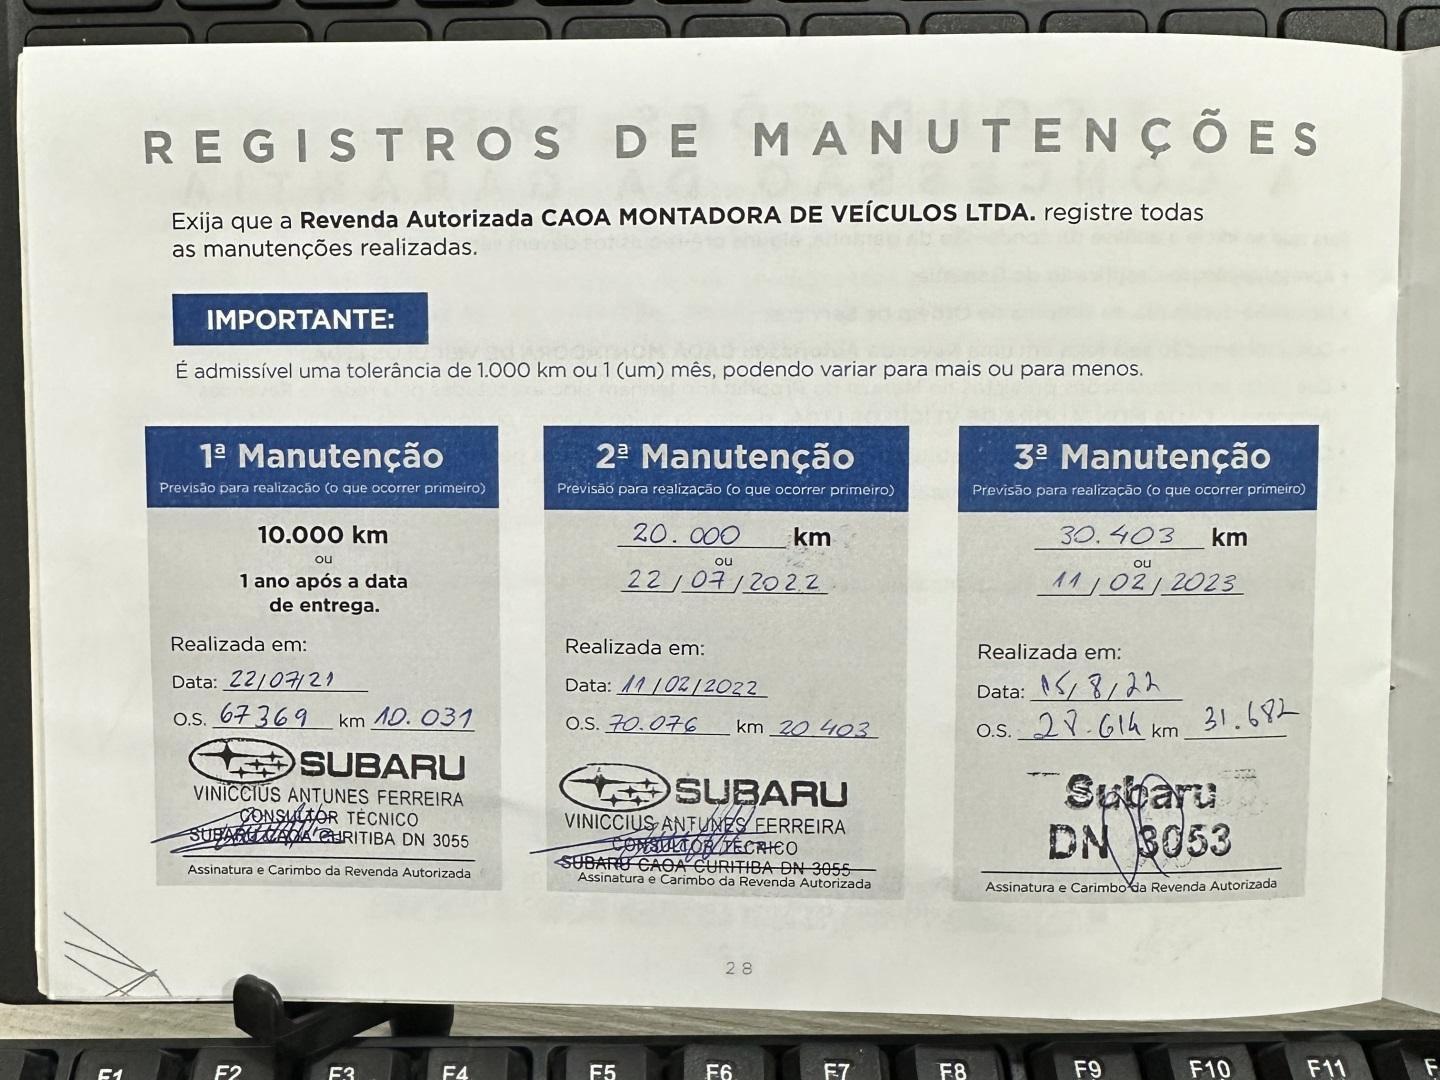 REGISTROS DE MANUTENÇÕES
Exija que a Revenda Autorizada CAOA MONTADORA DE VEÍCULOS LTDA. registre todas
as manutenções realizadas.
IMPORTANTE:
É admissível uma tolerância de 1.000 km ou 1 (um) mês, podendo variar para mais ou para menos.
1ª Manutenção
Previsão para realização (o que ocorrer primeiro)
10.000 km
ou
1 ano após a data
de entrega.
Realizada em:
Data: 22/07/21
O.S. 67369 km 10.031
SUBARU
VINICCIUS ANTUNES FERREIRA
CONSULTOR TÉCNICO
SUBARU CAOA CURITIBA DN 3055
Assinatura e Carimbo da Revenda Autorizada
2ª Manutenção
Previsão para realização (o que ocorrer primeiro)
20.000 km
ou
22/07/2022
Realizada em:
Data: 11/02/2022
O.S. 70.076 km 20 403
SUBARU
VINICCIUS ANTUNES FERREIRA
CONSULTOR TECNICO
SUBARU CAOA CURITIBA DN 3055
Assinatura e Carimbo da Revenda Autorizada
3ª Manutenção
Previsão para realização (o que ocorrer primeiro)
30.403 km
ou
11/02/2023
Realizada em:
Data: 15/8/22
O.S. 28.614 km 31.682
Subaru
DN 3053
Assinatura e Carimbo da Revenda Autorizada
28
F1 F2 F3 F4 F5 F6 F7 F8 F9 F10 F11